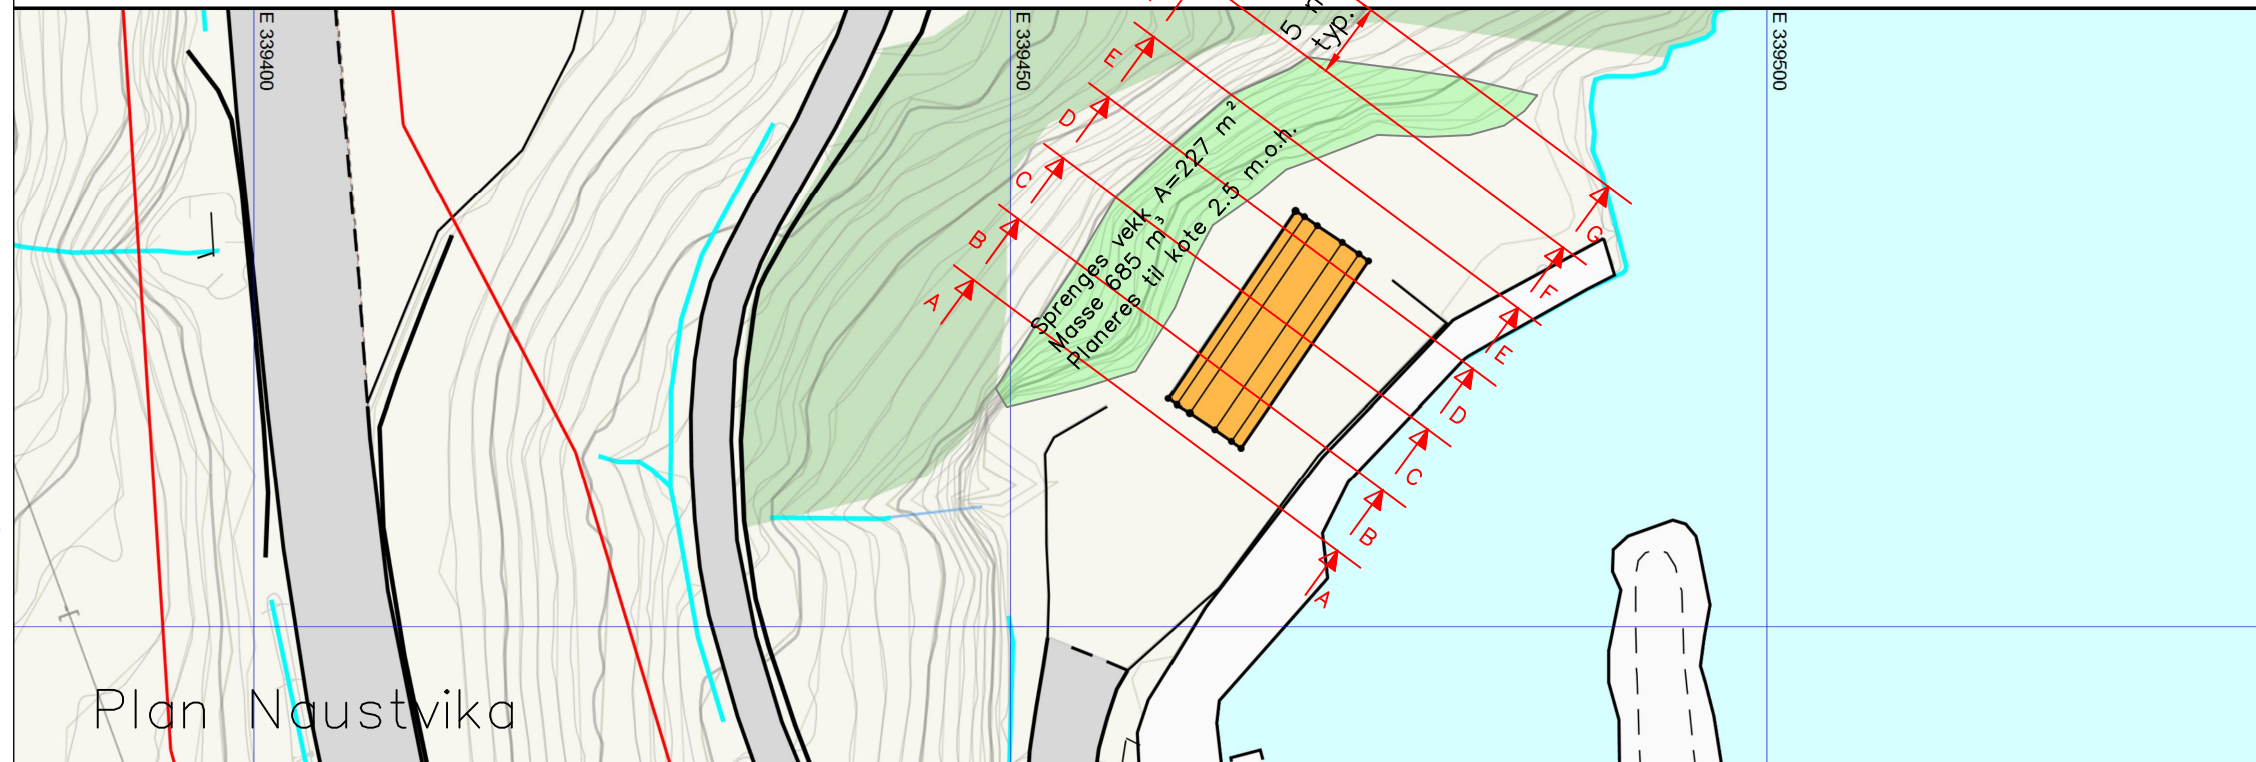 E 339400
E 339450
E 339500
5 m
typ.
E
D
C
B
A
Sprenges vekk A=227 m²
Masse 685 m³
Planeres til kote 2.5 m.o.h.
G
F
E
D
C
B
A
Plan Naustvika